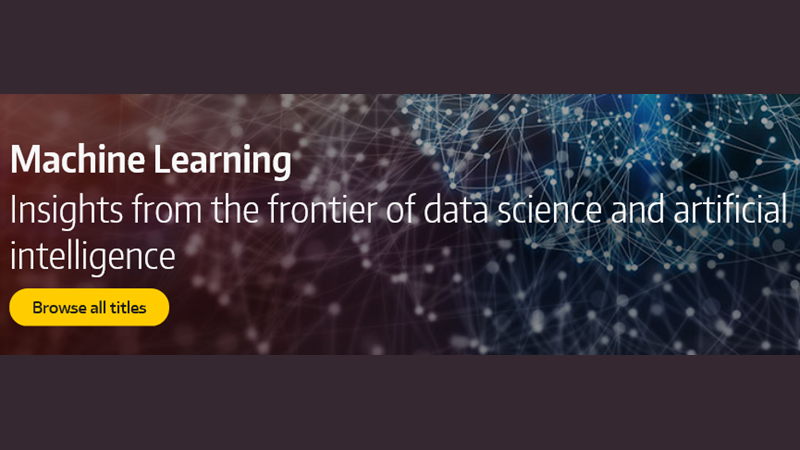 Machine Learning
Insights from the frontier of data science and artificial
intelligence
Browse all titles